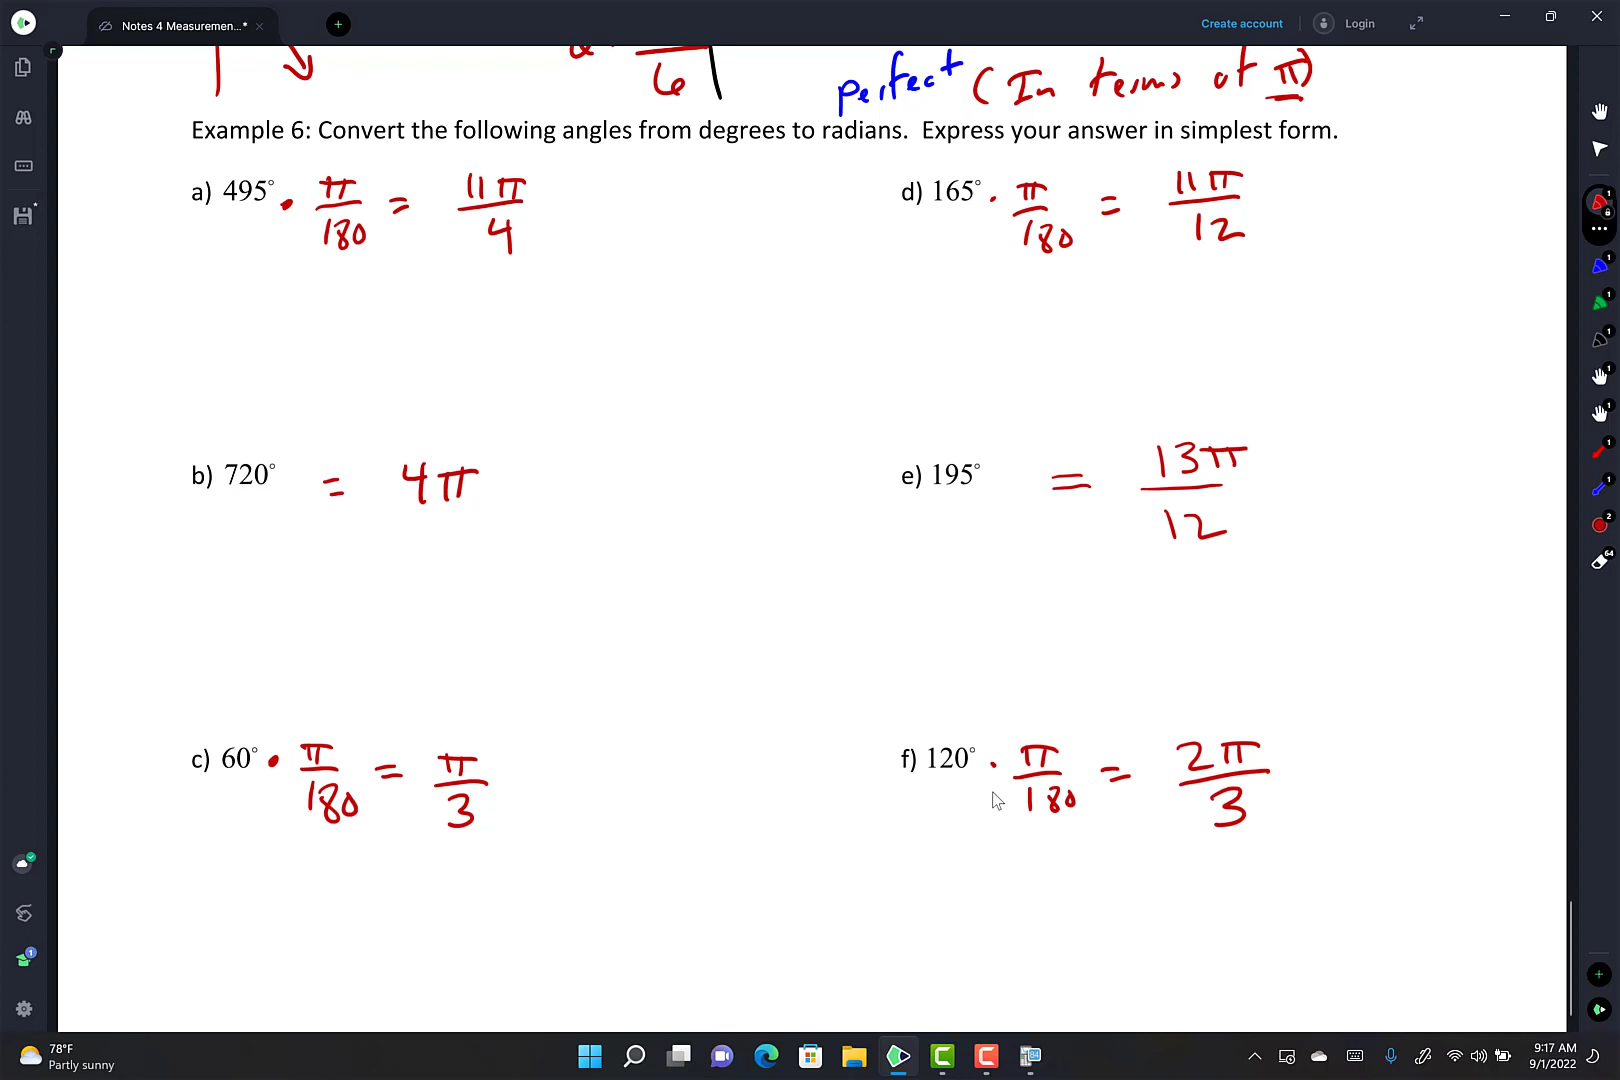 Notes 4 Measuremen...*
Create account
Login
6
perfect (In terms of π)
Example 6: Convert the following angles from degrees to radians. Express your answer in simplest form.
a) 495° · π/180 = 11π/4
d) 165° · π/180 = 11π/12
b) 720° = 4π
e) 195° = 13π/12
c) 60° · π/180 = π/3
f) 120° · π/180 = 2π/3
78°F
Partly sunny
9:17 AM
9/1/2022